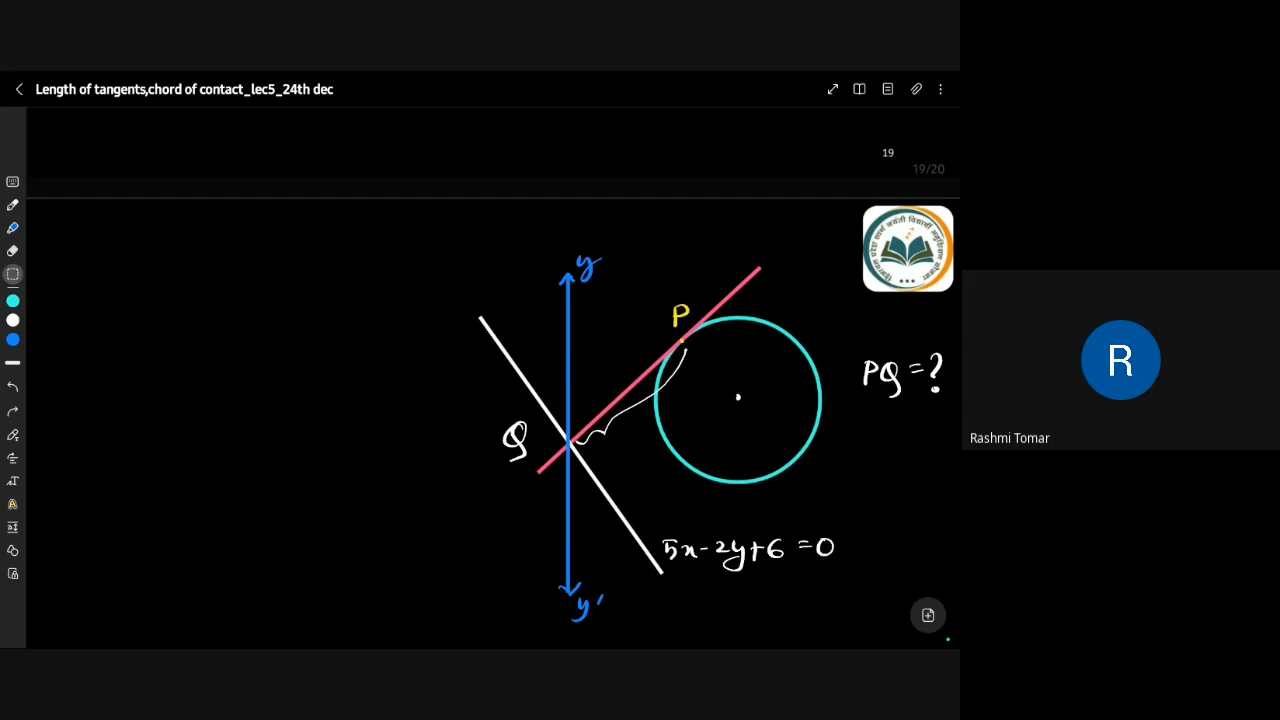 Length of tangents,chord of contact_lec5_24th dec
19
19/20
y
P
PQ = ?
Q
5x-2y+6 =0
y'
R
Rashmi Tomar